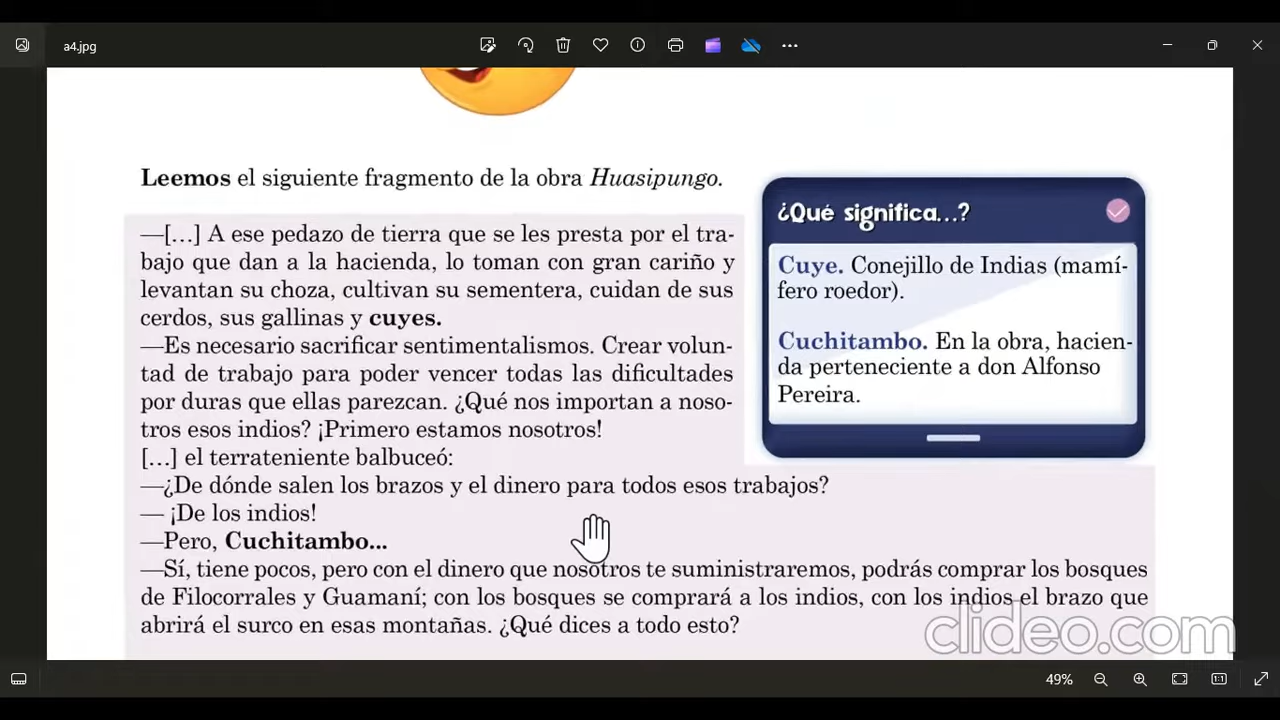 a4.jpg
Leemos el siguiente fragmento de la obra Huasipungo.
—[…] A ese pedazo de tierra que se les presta por el tra-
bajo que dan a la hacienda, lo toman con gran cariño y
levantan su choza, cultivan su sementera, cuidan de sus
cerdos, sus gallinas y cuyes.
—Es necesario sacrificar sentimentalismos. Crear volun-
tad de trabajo para poder vencer todas las dificultades
por duras que ellas parezcan. ¿Qué nos importan a noso-
tros esos indios? ¡Primero estamos nosotros!
[…] el terrateniente balbuceó:
—¿De dónde salen los brazos y el dinero para todos esos trabajos?
— ¡De los indios!
—Pero, Cuchitambo...
—Sí, tiene pocos, pero con el dinero que nosotros te suministraremos, podrás comprar los bosques
de Filocorrales y Guamaní; con los bosques se comprará a los indios, con los indios el brazo que
abrirá el surco en esas montañas. ¿Qué dices a todo esto?
¿Qué significa...?
Cuye. Conejillo de Indias (mamí-
fero roedor).
Cuchitambo. En la obra, hacien-
da perteneciente a don Alfonso
Pereira.
clideo.com
49%
1:1